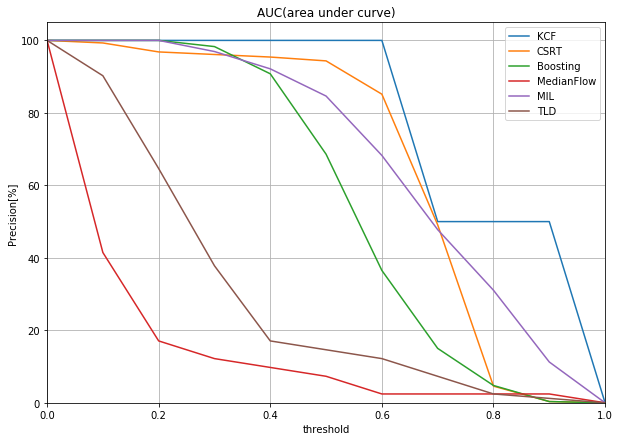 AUC(area under curve)
KCF
CSRT
Boosting
MedianFlow
MIL
TLD
Precision[%]
100
80
60
40
20
0
0.0 0.2 0.4 0.6 0.8 1.0
threshold